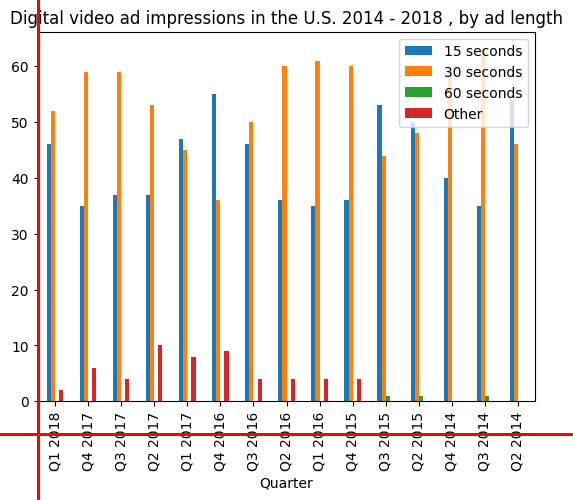 Digital video ad impressions in the U.S. 2014 - 2018 , by ad length
15 seconds
30 seconds
60 seconds
Other
60
50
40
30
20
10
0
Q1 2018
Q4 2017
Q3 2017
Q2 2017
Q1 2017
Q4 2016
Q3 2016
Q2 2016
Q1 2016
Q4 2015
Q3 2015
Q2 2015
Q4 2014
Q3 2014
Q2 2014
Quarter